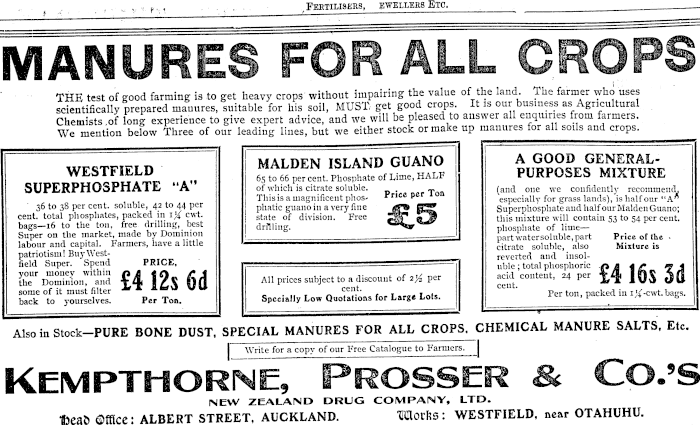 FERTILISERS, EWELLERS ETC.
MANURES FOR ALL CROPS
THE test of good farming is to get heavy crops without impairing the value of the land. The farmer who uses
scientifically prepared manures, suitable for his soil, MUST get good crops. It is our business as Agricultural
Chemists of long experience to give expert advice, and we will be pleased to answer all enquiries from farmers.
We mention below Three of our leading lines, but we either stock or make up manures for all soils and crops.
WESTFIELD
SUPERPHOSPHATE "A"
36 to 38 per cent. soluble, 42 to 44 per
cent. total phosphates, packed in 1¼ cwt.
bags—16 to the ton, free drilling, best
Super on the market, made by Dominion
labour and capital. Farmers, have a little
patriotism! Buy West-
field Super. Spend
your money within
the Dominion, and
some of it must filter
back to yourselves.
PRICE,
£4 12s 6d
Per Ton.
MALDEN ISLAND GUANO
65 to 66 per cent. Phosphate of Lime, HALF
of which is citrate soluble.
This is a magnificent phos-
phatic guano in a very fine
state of division. Free
drilling.
Price per Ton
£5
All prices subject to a discount of 2½ per
cent.
Specially Low Quotations for Large Lots.
A GOOD GENERAL-
PURPOSES MIXTURE
(and one we confidently recommend,
especially for grass lands), is half our "A"
Superphosphate and half our Malden Guano;
this mixture will contain 53 to 54 per cent.
phosphate of lime—
part water soluble, part
citrate soluble, also
reverted and insol-
uble; total phosphoric
acid content, 24 per
cent.
Price of the
Mixture is
£4 16s 3d
Per ton, packed in 1¼-cwt. bags.
Also in Stock—PURE BONE DUST, SPECIAL MANURES FOR ALL CROPS, CHEMICAL MANURE SALTS, Etc.
Write for a copy of our Free Catalogue to Farmers.
KEMPTHORNE, PROSSER & CO.'S
NEW ZEALAND DRUG COMPANY, LTD.
Head Office: ALBERT STREET, AUCKLAND. Works: WESTFIELD, near OTAHUHU.